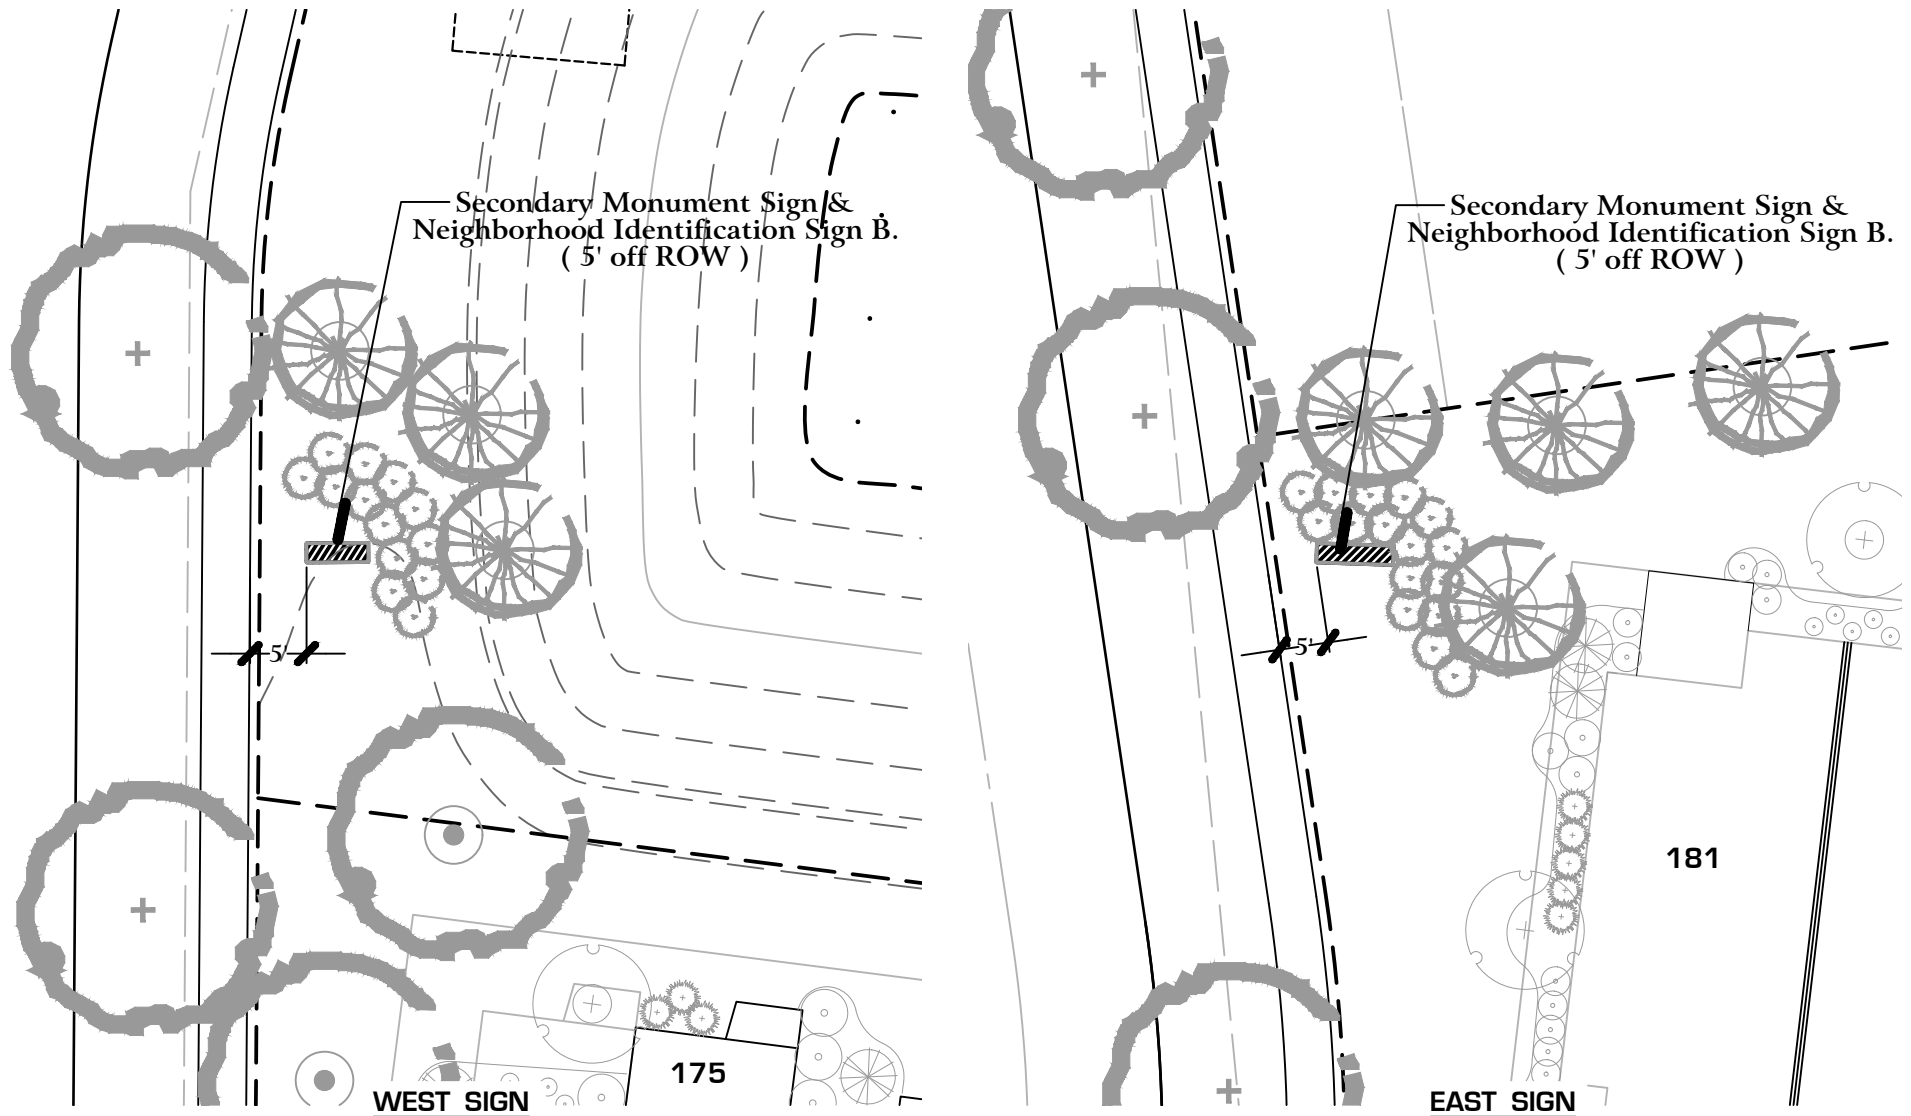 Secondary Monument Sign &
Neighborhood Identification Sign B.
( 5' off ROW )
5'
175
WEST SIGN
Secondary Monument Sign &
Neighborhood Identification Sign B.
( 5' off ROW )
5'
181
EAST SIGN